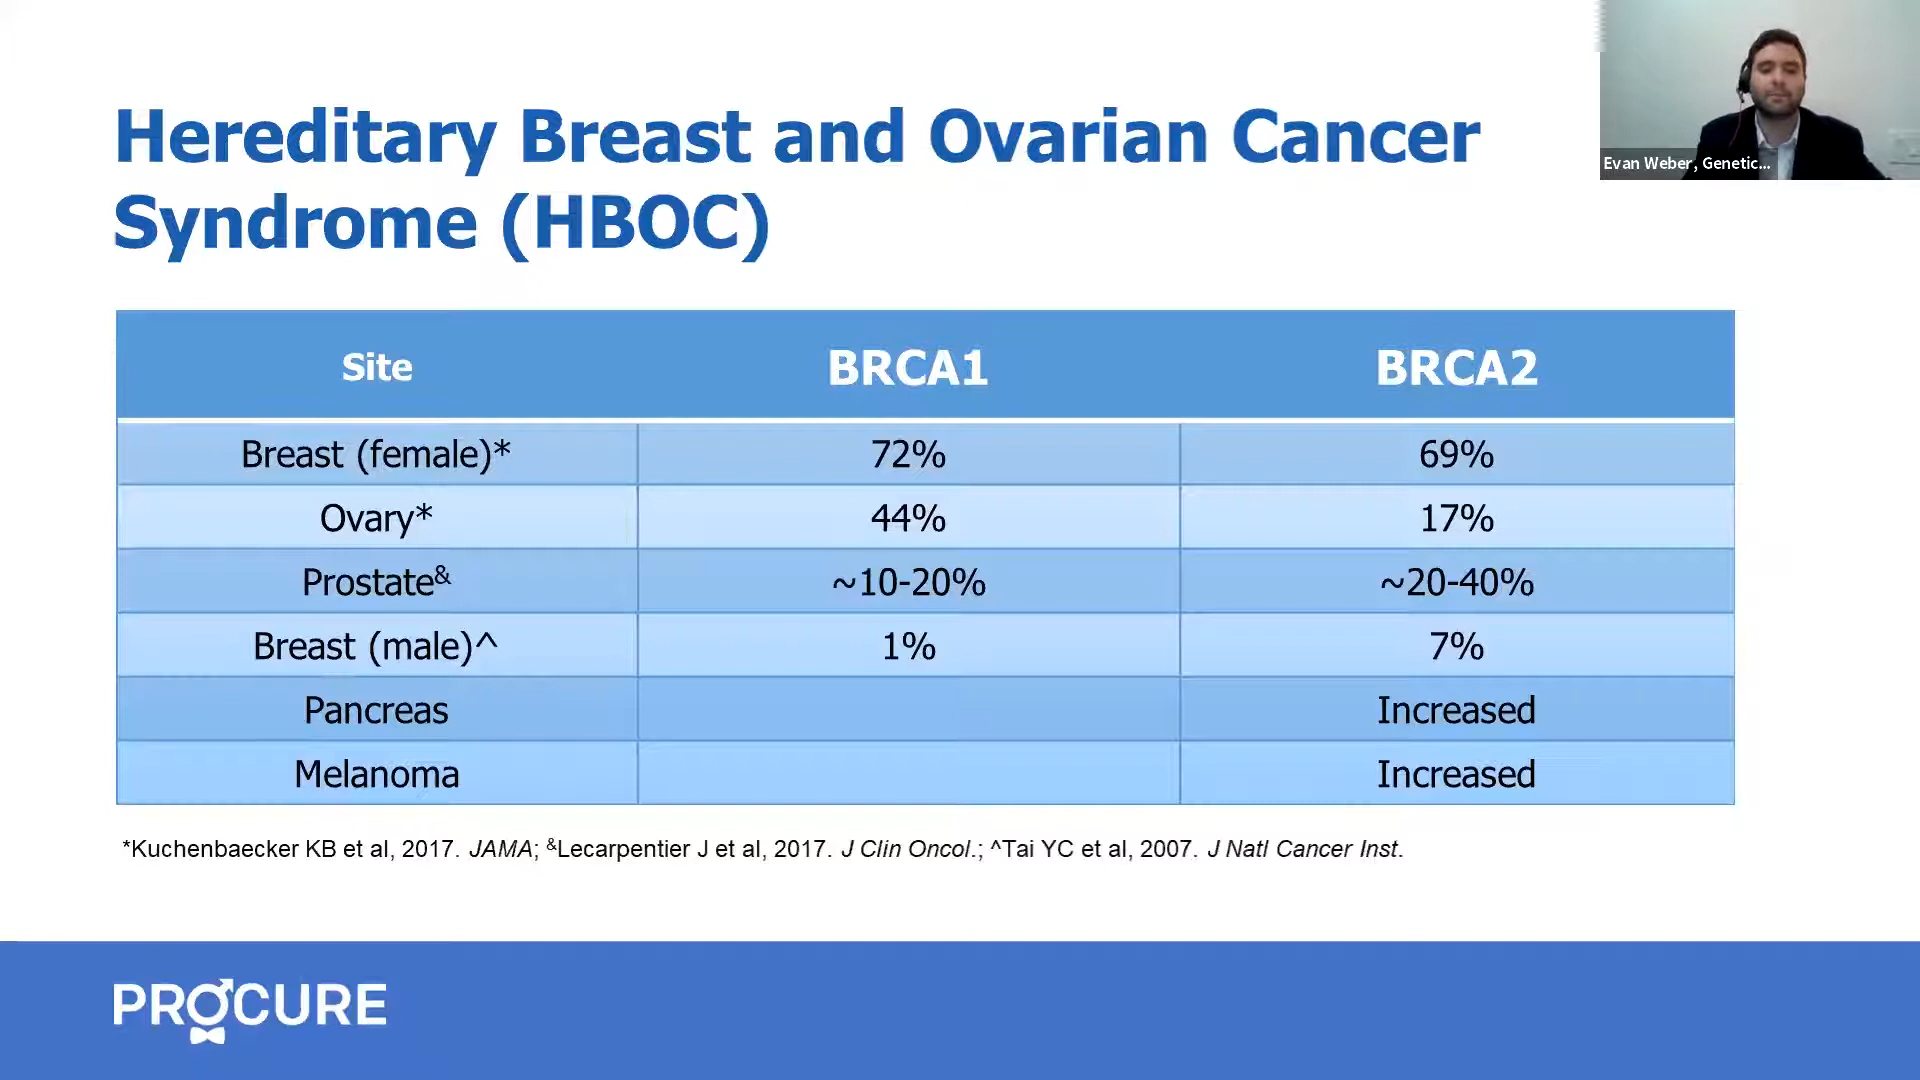 Hereditary Breast and Ovarian Cancer
Syndrome (HBOC)
Evan Weber, Genetic...
Site BRCA1 BRCA2
Breast (female)* 72% 69%
Ovary* 44% 17%
Prostate& ~10-20% ~20-40%
Breast (male)^ 1% 7%
Pancreas Increased
Melanoma Increased
*Kuchenbaecker KB et al, 2017. JAMA; &Lecarpentier J et al, 2017. J Clin Oncol.; ^Tai YC et al, 2007. J Natl Cancer Inst.
PROCURE